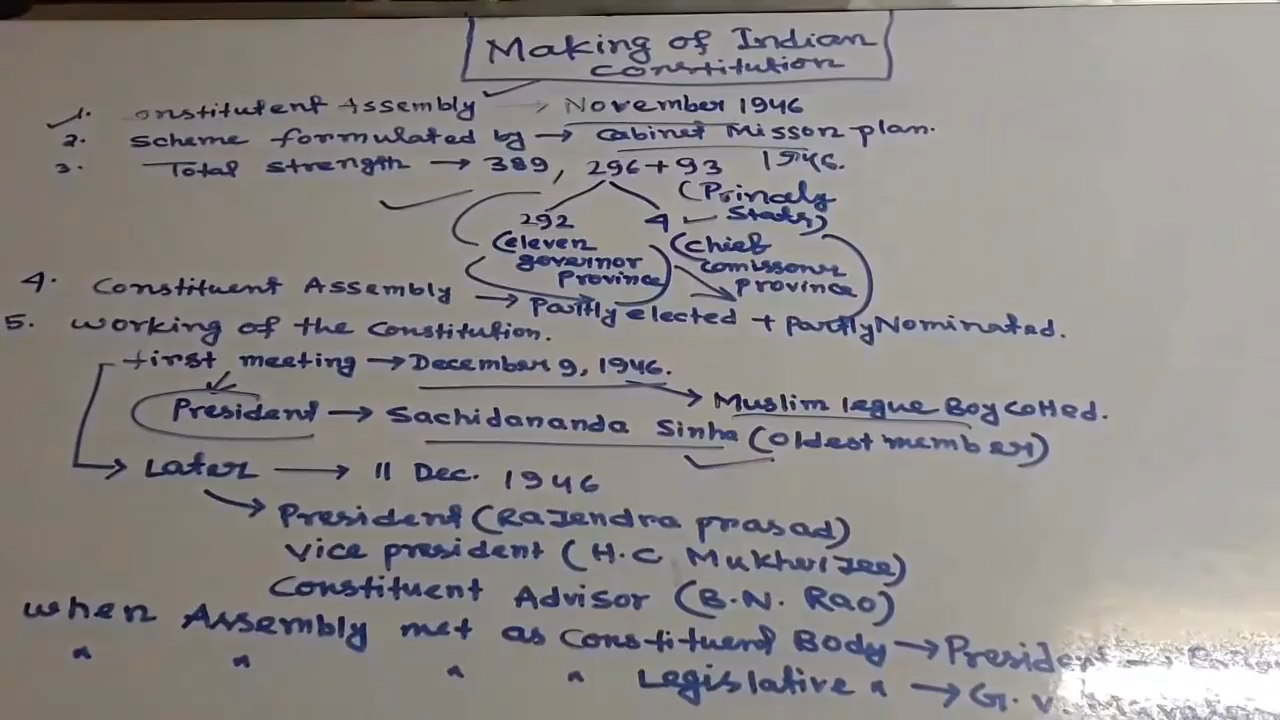 Making of Indian
constitution
1. onstitutent Assembly → November 1946
2. Scheme formulated by → Cabinet Misson plan.
3. Total strength → 389, 296+93 1946.
(Princely
292 4 States)
(eleven (chief
governor comissoner
Province) province)
4. Constituent Assembly → Partly elected + partly Nominated.
5. working of the constitution.
first meeting → December 9, 1946.
→ Muslim legue Boycotted.
President → Sachidananda Sinha (oldest member)
→ Later → 11 Dec. 1946
→ President (Rajendra prasad)
vice president (H.C Mukherjee)
Constituent Advisor (B.N. Rao)
when Assembly met as Constituent Body → President →
" " " " Legislative " → G.V.